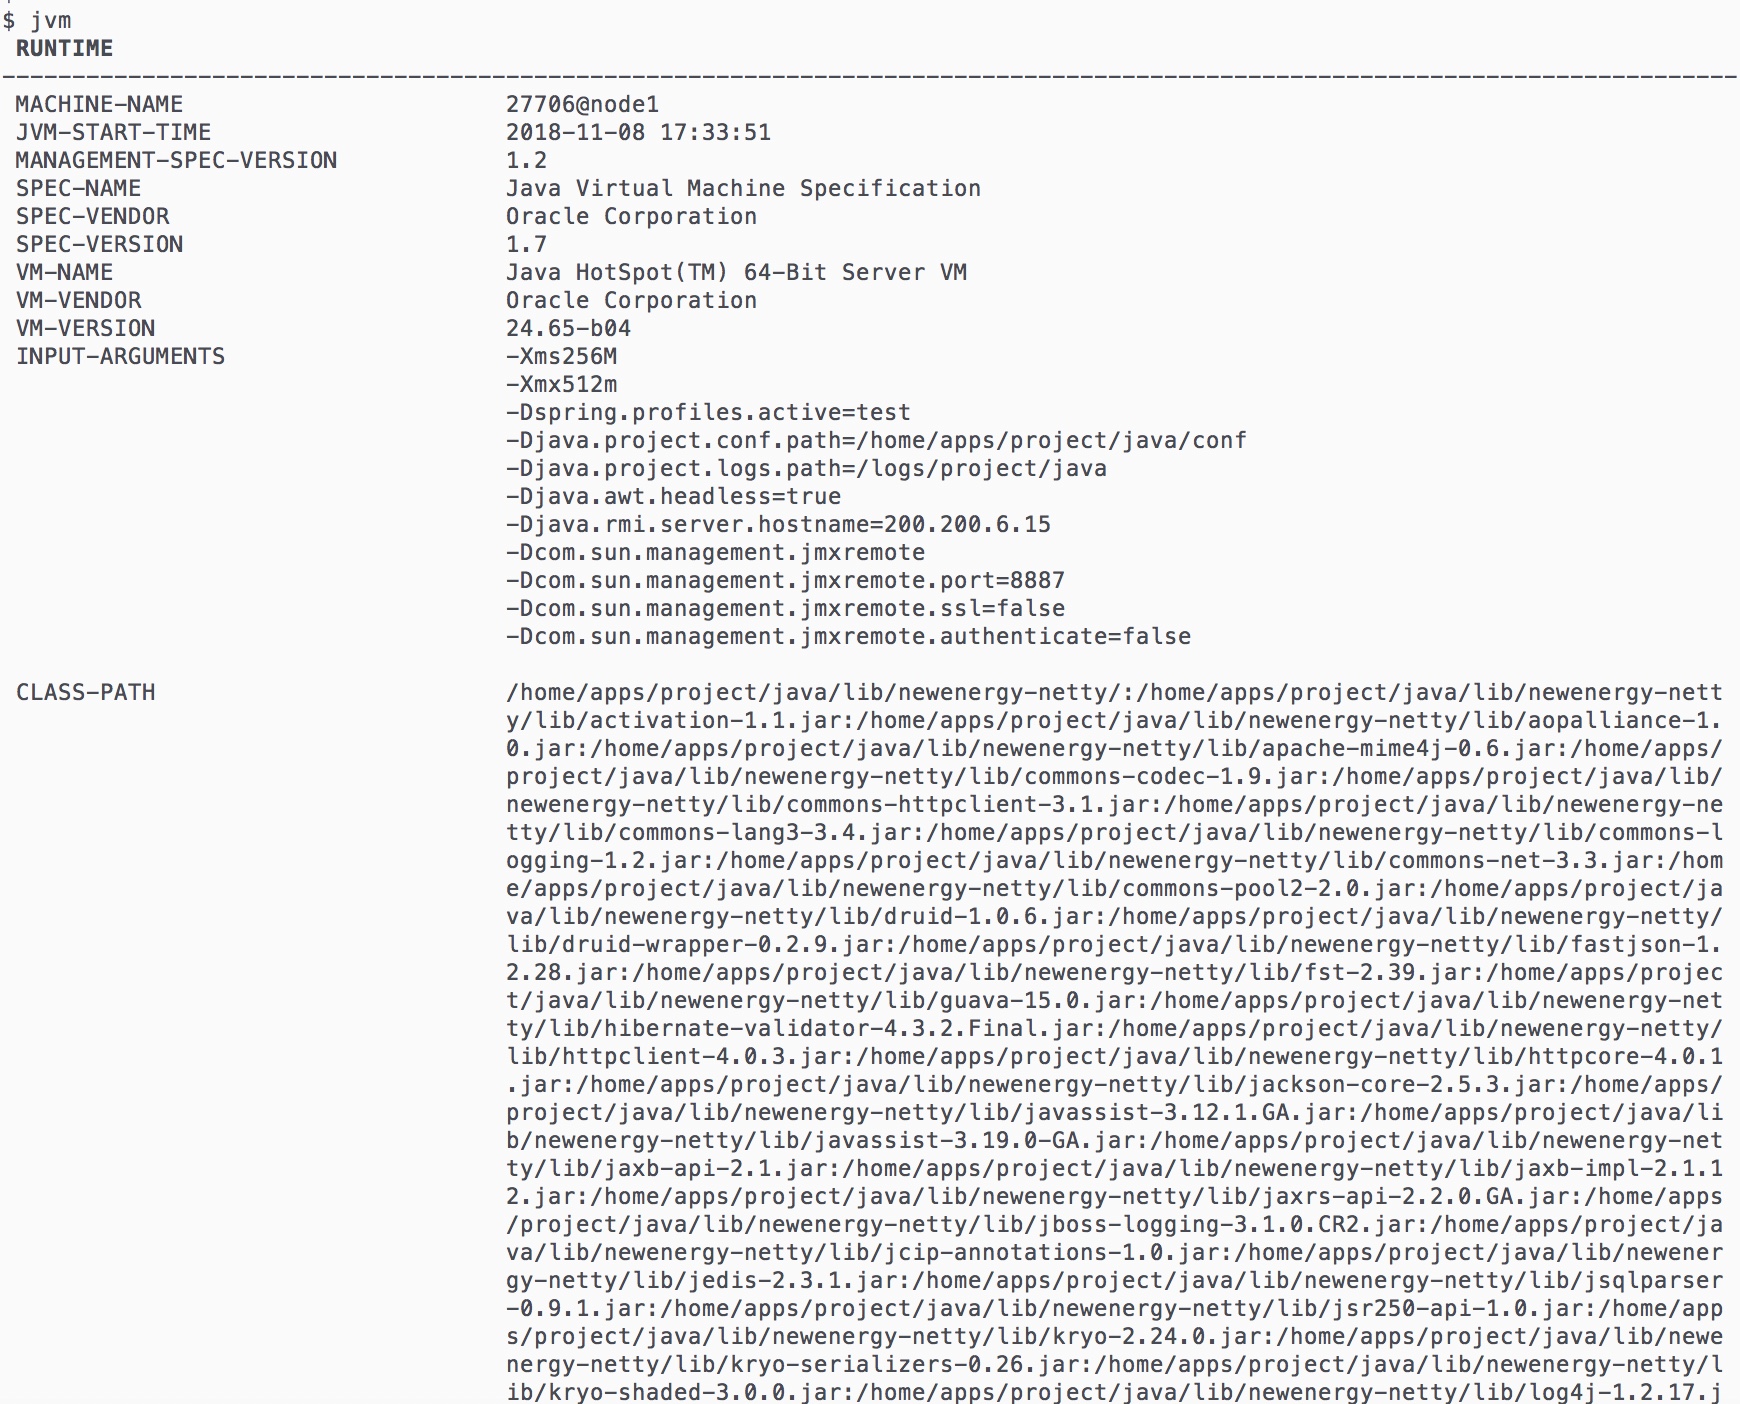 $ jvm
RUNTIME
----------------------------------------------------------------------------------------------------------------------------
MACHINE-NAME 27706@node1
JVM-START-TIME 2018-11-08 17:33:51
MANAGEMENT-SPEC-VERSION 1.2
SPEC-NAME Java Virtual Machine Specification
SPEC-VENDOR Oracle Corporation
SPEC-VERSION 1.7
VM-NAME Java HotSpot(TM) 64-Bit Server VM
VM-VENDOR Oracle Corporation
VM-VERSION 24.65-b04
INPUT-ARGUMENTS -Xms256M
-Xmx512m
-Dspring.profiles.active=test
-Djava.project.conf.path=/home/apps/project/java/conf
-Djava.project.logs.path=/logs/project/java
-Djava.awt.headless=true
-Djava.rmi.server.hostname=200.200.6.15
-Dcom.sun.management.jmxremote
-Dcom.sun.management.jmxremote.port=8887
-Dcom.sun.management.jmxremote.ssl=false
-Dcom.sun.management.jmxremote.authenticate=false
CLASS-PATH /home/apps/project/java/lib/newenergy-netty/:/home/apps/project/java/lib/newenergy-nett
y/lib/activation-1.1.jar:/home/apps/project/java/lib/newenergy-netty/lib/aopalliance-1.
0.jar:/home/apps/project/java/lib/newenergy-netty/lib/apache-mime4j-0.6.jar:/home/apps/
project/java/lib/newenergy-netty/lib/commons-codec-1.9.jar:/home/apps/project/java/lib/
newenergy-netty/lib/commons-httpclient-3.1.jar:/home/apps/project/java/lib/newenergy-ne
tty/lib/commons-lang3-3.4.jar:/home/apps/project/java/lib/newenergy-netty/lib/commons-l
ogging-1.2.jar:/home/apps/project/java/lib/newenergy-netty/lib/commons-net-3.3.jar:/hom
e/apps/project/java/lib/newenergy-netty/lib/commons-pool2-2.0.jar:/home/apps/project/ja
va/lib/newenergy-netty/lib/druid-1.0.6.jar:/home/apps/project/java/lib/newenergy-netty/
lib/druid-wrapper-0.2.9.jar:/home/apps/project/java/lib/newenergy-netty/lib/fastjson-1.
2.28.jar:/home/apps/project/java/lib/newenergy-netty/lib/fst-2.39.jar:/home/apps/projec
t/java/lib/newenergy-netty/lib/guava-15.0.jar:/home/apps/project/java/lib/newenergy-net
ty/lib/hibernate-validator-4.3.2.Final.jar:/home/apps/project/java/lib/newenergy-netty/
lib/httpclient-4.0.3.jar:/home/apps/project/java/lib/newenergy-netty/lib/httpcore-4.0.1
.jar:/home/apps/project/java/lib/newenergy-netty/lib/jackson-core-2.5.3.jar:/home/apps/
project/java/lib/newenergy-netty/lib/javassist-3.12.1.GA.jar:/home/apps/project/java/li
b/newenergy-netty/lib/javassist-3.19.0-GA.jar:/home/apps/project/java/lib/newenergy-net
ty/lib/jaxb-api-2.1.jar:/home/apps/project/java/lib/newenergy-netty/lib/jaxb-impl-2.1.1
2.jar:/home/apps/project/java/lib/newenergy-netty/lib/jaxrs-api-2.2.0.GA.jar:/home/apps
/project/java/lib/newenergy-netty/lib/jboss-logging-3.1.0.CR2.jar:/home/apps/project/ja
va/lib/newenergy-netty/lib/jcip-annotations-1.0.jar:/home/apps/project/java/lib/newener
gy-netty/lib/jedis-2.3.1.jar:/home/apps/project/java/lib/newenergy-netty/lib/jsqlparser
-0.9.1.jar:/home/apps/project/java/lib/newenergy-netty/lib/jsr250-api-1.0.jar:/home/app
s/project/java/lib/newenergy-netty/lib/kryo-2.24.0.jar:/home/apps/project/java/lib/newe
nergy-netty/lib/kryo-serializers-0.26.jar:/home/apps/project/java/lib/newenergy-netty/l
ib/kryo-shaded-3.0.0.jar:/home/apps/project/java/lib/newenergy-netty/lib/log4j-1.2.17.j